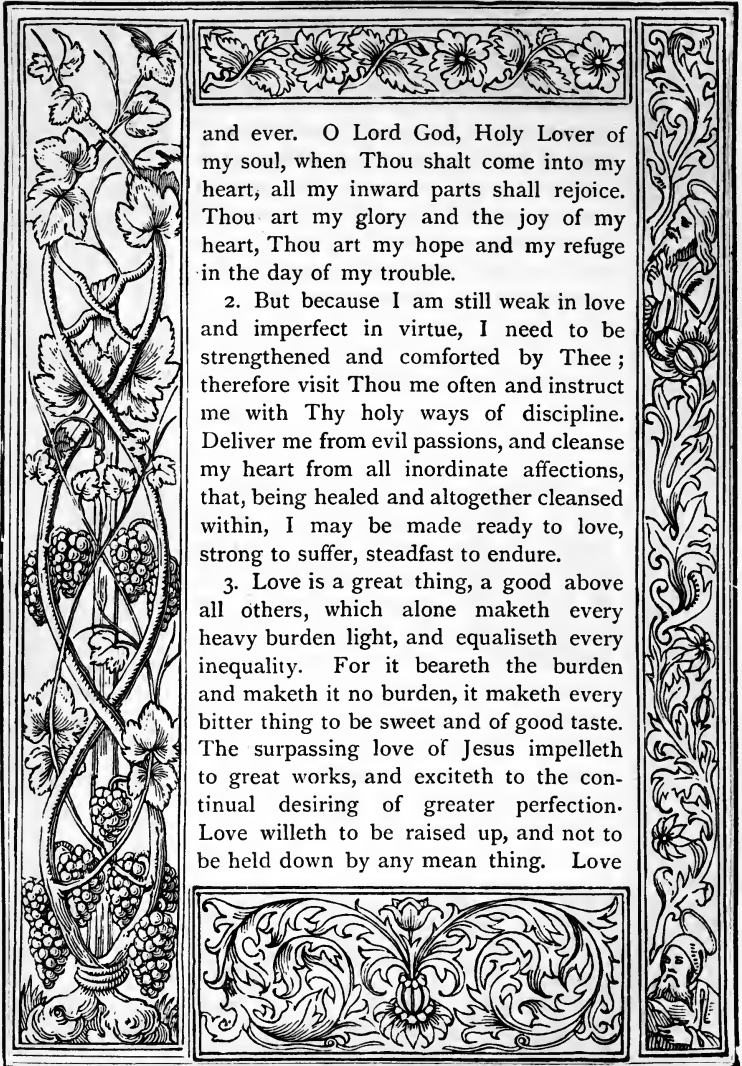 and ever. O Lord God, Holy Lover of
my soul, when Thou shalt come into my
heart, all my inward parts shall rejoice.
Thou art my glory and the joy of my
heart, Thou art my hope and my refuge
in the day of my trouble.
2. But because I am still weak in love
and imperfect in virtue, I need to be
strengthened and comforted by Thee ;
therefore visit Thou me often and instruct
me with Thy holy ways of discipline.
Deliver me from evil passions, and cleanse
my heart from all inordinate affections,
that, being healed and altogether cleansed
within, I may be made ready to love,
strong to suffer, steadfast to endure.
3. Love is a great thing, a good above
all others, which alone maketh every
heavy burden light, and equaliseth every
inequality. For it beareth the burden
and maketh it no burden, it maketh every
bitter thing to be sweet and of good taste.
The surpassing love of Jesus impelleth
to great works, and exciteth to the con-
tinual desiring of greater perfection.
Love willeth to be raised up, and not to
be held down by any mean thing. Love